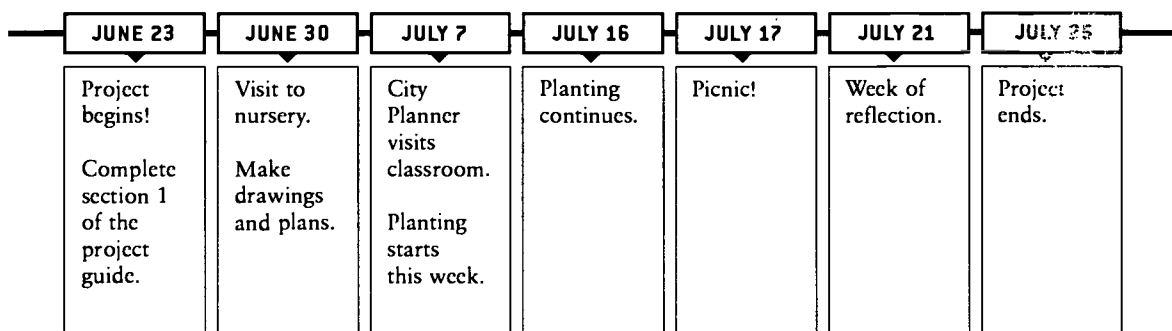 JUNE 23
JUNE 30
JULY 7
JULY 16
JULY 17
JULY 21
JULY 25
Project
begins!
Complete
section 1
of the
project
guide.
Visit to
nursery.
Make
drawings
and plans.
City
Planner
visits
classroom.
Planting
starts
this week.
Planting
continues.
Picnic!
Week of
reflection.
Project
ends.